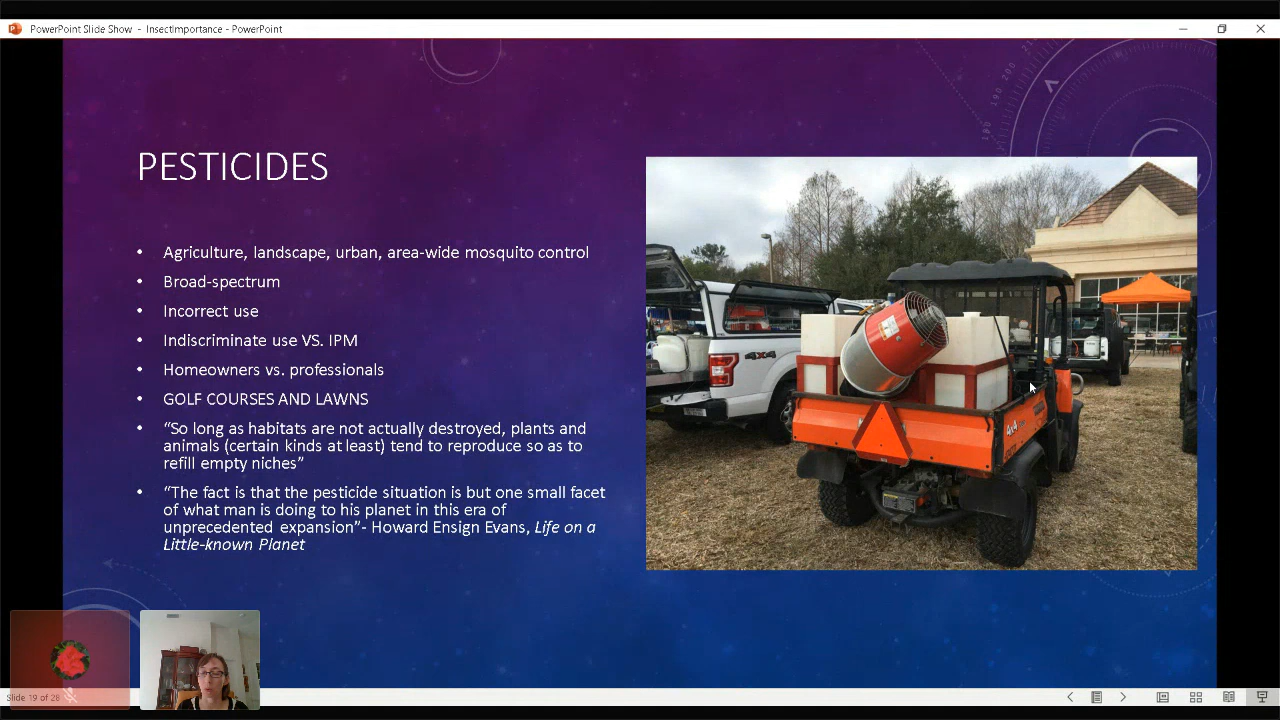 PowerPoint Slide Show - InsectImportance - PowerPoint
PESTICIDES
• Agriculture, landscape, urban, area-wide mosquito control
• Broad-spectrum
• Incorrect use
• Indiscriminate use VS. IPM
• Homeowners vs. professionals
• GOLF COURSES AND LAWNS
• “So long as habitats are not actually destroyed, plants and
animals (certain kinds at least) tend to reproduce so as to
refill empty niches”
• “The fact is that the pesticide situation is but one small facet
of what man is doing to his planet in this era of
unprecedented expansion”- Howard Ensign Evans, Life on a
Little-known Planet
4X4
4x4
Slide 19 of 28